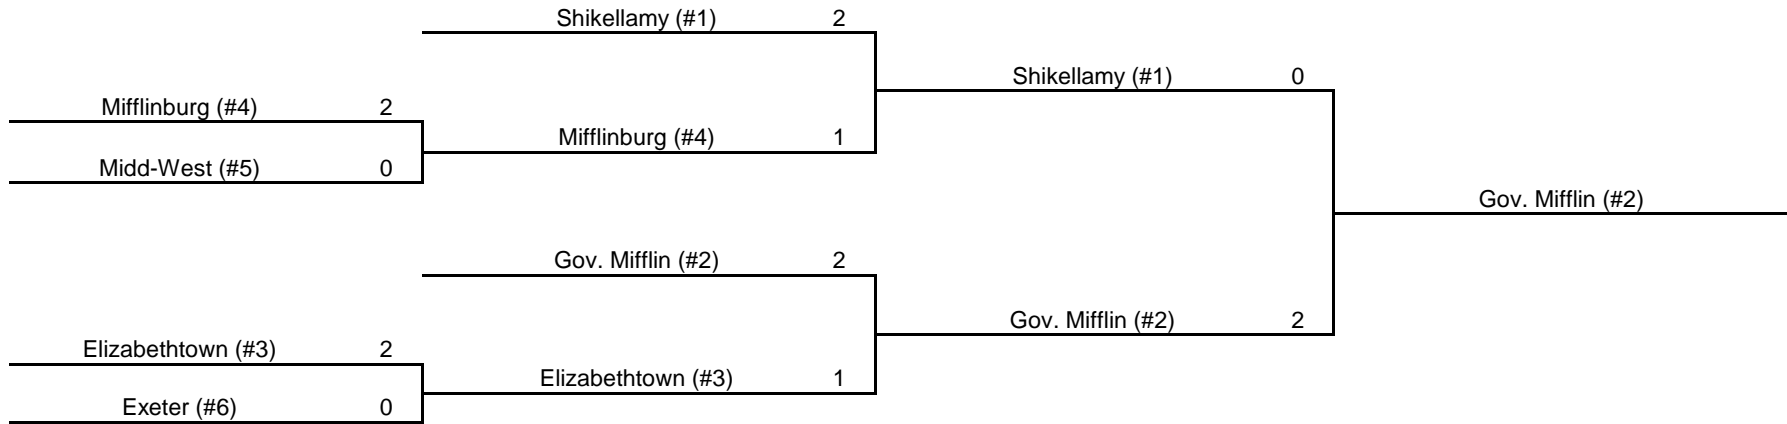 Shikellamy (#1) 2
Shikellamy (#1) 0
Mifflinburg (#4) 2
Mifflinburg (#4) 1
Midd-West (#5) 0
Gov. Mifflin (#2)
Gov. Mifflin (#2) 2
Gov. Mifflin (#2) 2
Elizabethtown (#3) 2
Elizabethtown (#3) 1
Exeter (#6) 0